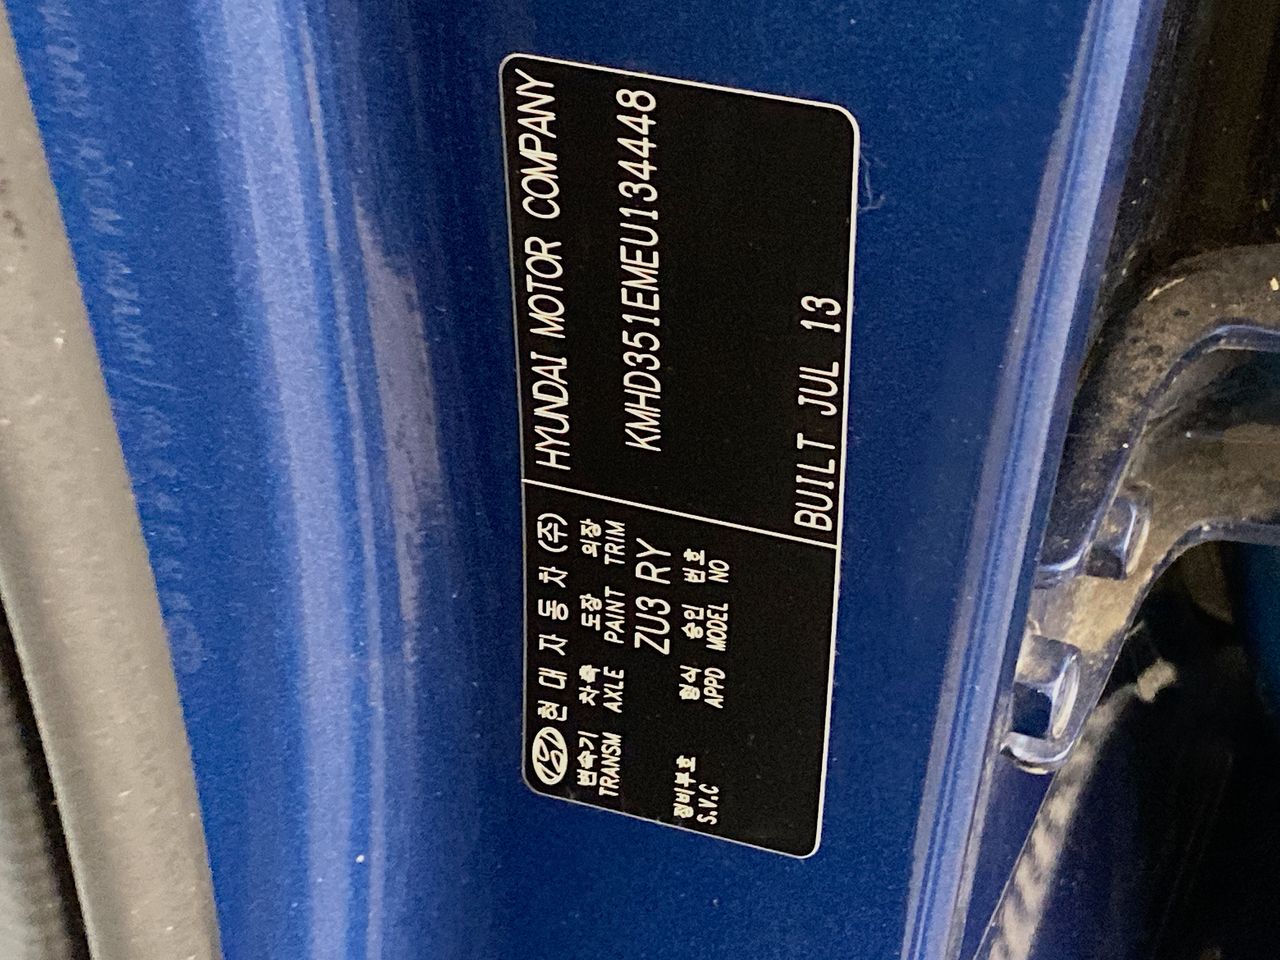 현대자동차(주)
변속기 차축 도장 의장
TRANSM AXLE PAINT TRIM
ZU3 RY
장비부호 형식 승인 번호
S.V.C APPD MODEL NO
HYUNDAI MOTOR COMPANY
KMHD351EMEU134448
BUILT JUL 13